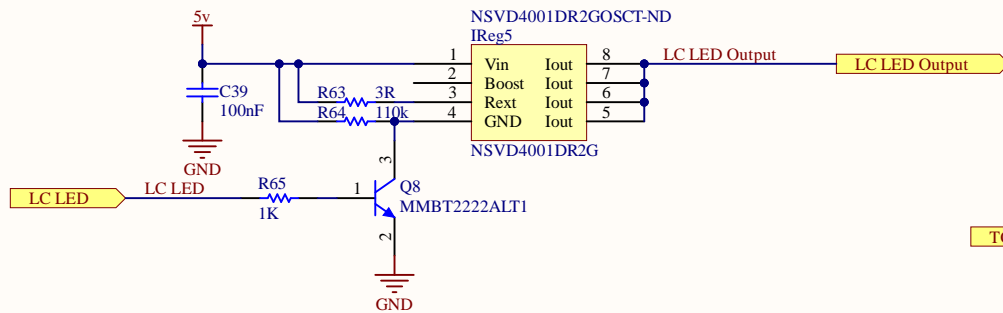 5v
NSVD4001DR2GOSCT-ND
IReg5
1 Vin Iout 8 LC LED Output LC LED Output
2 Boost Iout 7
R63 3R 3 Rext Iout 6
R64 110k 4 GND Iout 5
C39
100nF
NSVD4001DR2G
GND
3
LC LED LC LED R65 1 Q8
1K MMBT2222ALT1
2
GND